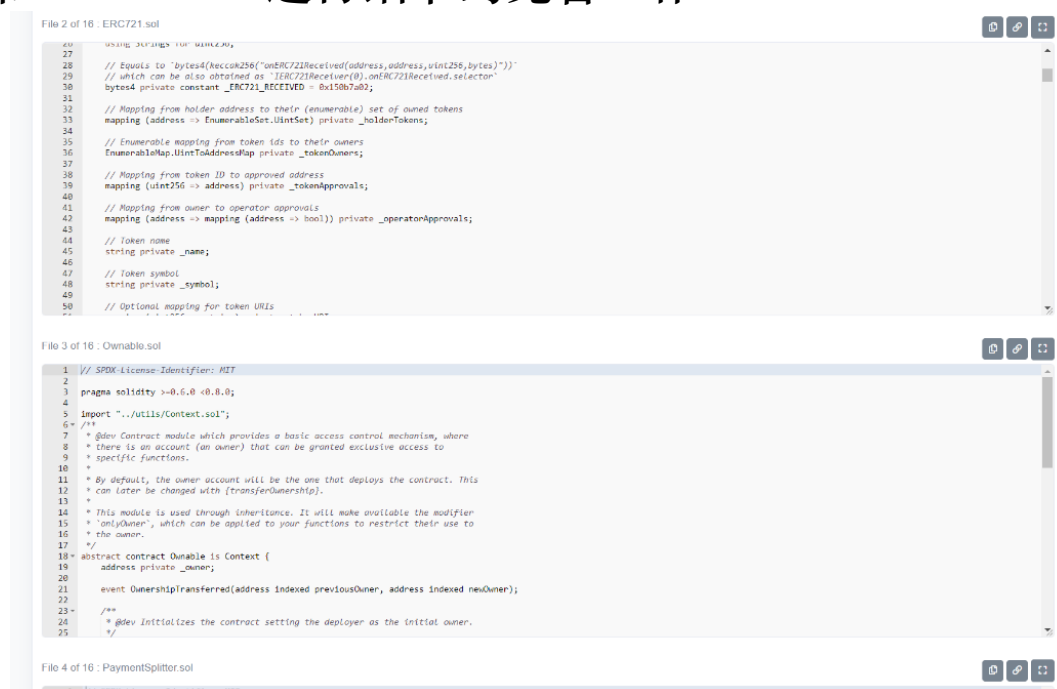 File 2 of 16 : ERC721.sol
27
28 // Equals to `bytes4(keccak256("onERC721Received(address,address,uint256,bytes)"))`
29 // which can be also obtained as `IERC721Receiver(0).onERC721Received.selector`
30 bytes4 private constant _ERC721_RECEIVED = 0x150b7a02;
31
32 // Mapping from holder address to their (enumerable) set of owned tokens
33 mapping (address => EnumerableSet.UintSet) private _holderTokens;
34
35 // Enumerable mapping from token ids to their owners
36 EnumerableMap.UintToAddressMap private _tokenOwners;
37
38 // Mapping from token ID to approved address
39 mapping (uint256 => address) private _tokenApprovals;
40
41 // Mapping from owner to operator approvals
42 mapping (address => mapping (address => bool)) private _operatorApprovals;
43
44 // Token name
45 string private _name;
46
47 // Token symbol
48 string private _symbol;
49
50 // Optional mapping for token URIs
File 3 of 16 : Ownable.sol
1 // SPDX-License-Identifier: MIT
2
3 pragma solidity >=0.6.0 <0.8.0;
4
5 import "../utils/Context.sol";
6 /**
7 * @dev Contract module which provides a basic access control mechanism, where
8 * there is an account (an owner) that can be granted exclusive access to
9 * specific functions.
10 *
11 * By default, the owner account will be the one that deploys the contract. This
12 * can later be changed with {transferOwnership}.
13 *
14 * This module is used through inheritance. It will make available the modifier
15 * `onlyOwner`, which can be applied to your functions to restrict their use to
16 * the owner.
17 */
18 abstract contract Ownable is Context {
19 address private _owner;
20
21 event OwnershipTransferred(address indexed previousOwner, address indexed newOwner);
22
23 /**
24 * @dev Initializes the contract setting the deployer as the initial owner.
25 */
File 4 of 16 : PaymentSplitter.sol